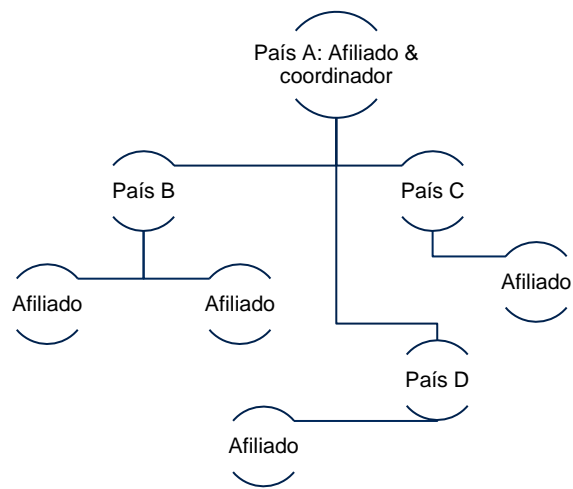 País A: Afiliado &
coordinador
País B
País C
Afiliado
Afiliado
Afiliado
País D
Afiliado